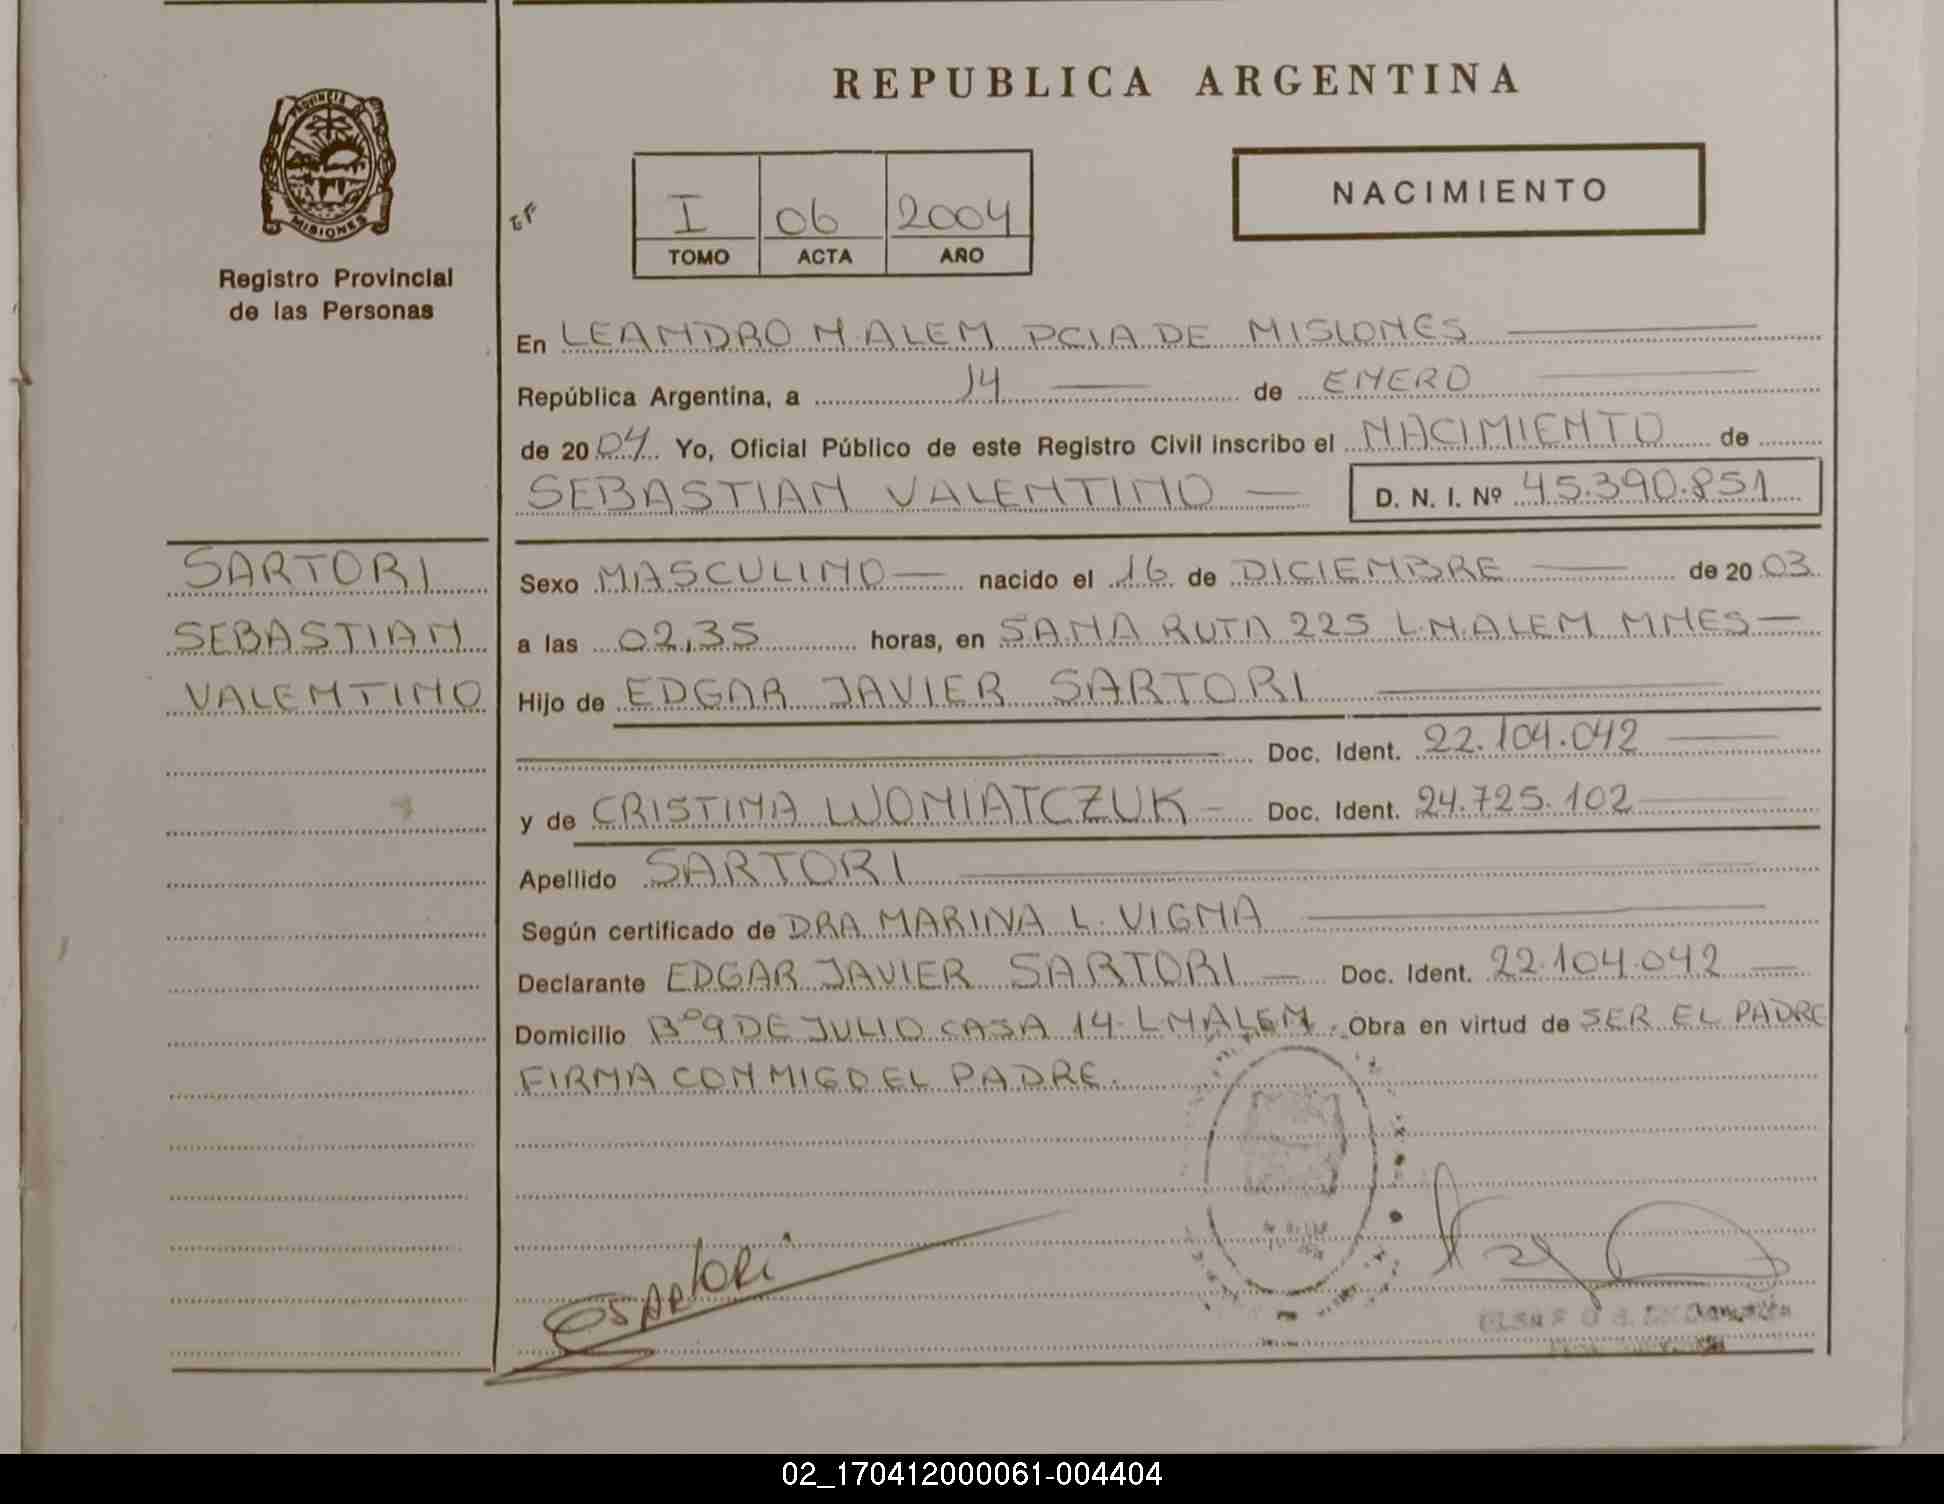 REPUBLICA ARGENTINA
PROVINCIA DE
MISIONES
Registro Provincial
de las Personas
I 06 2004
TOMO ACTA AÑO
NACIMIENTO
En LEANDRO N. ALEM PCIA DE MISIONES
República Argentina, a 14 de ENERO
de 2004 Yo, Oficial Público de este Registro Civil inscribo el NACIMIENTO de
SEBASTIAN VALENTINO D. N. I. Nº 45.390.851
SARTORI
SEBASTIAN
VALENTINO
Sexo MASCULINO nacido el 16 de DICIEMBRE de 2003
a las 02,35 horas, en SANA RUTA 225 L.N.ALEM MNES
Hijo de EDGAR JAVIER SARTORI
Doc. Ident. 22.104.042
y de CRISTINA WONIATCZUK Doc. Ident. 24.725.102
Apellido SARTORI
Según certificado de DRA MARINA L. VIGNA
Declarante EDGAR JAVIER SARTORI Doc. Ident. 22.104.042
Domicilio Bº 9 DE JULIO CASA 14. L N ALEM. Obra en virtud de SER EL PADRE
FIRMA CONMIGO EL PADRE.
ESARTORI
02_170412000061-004404